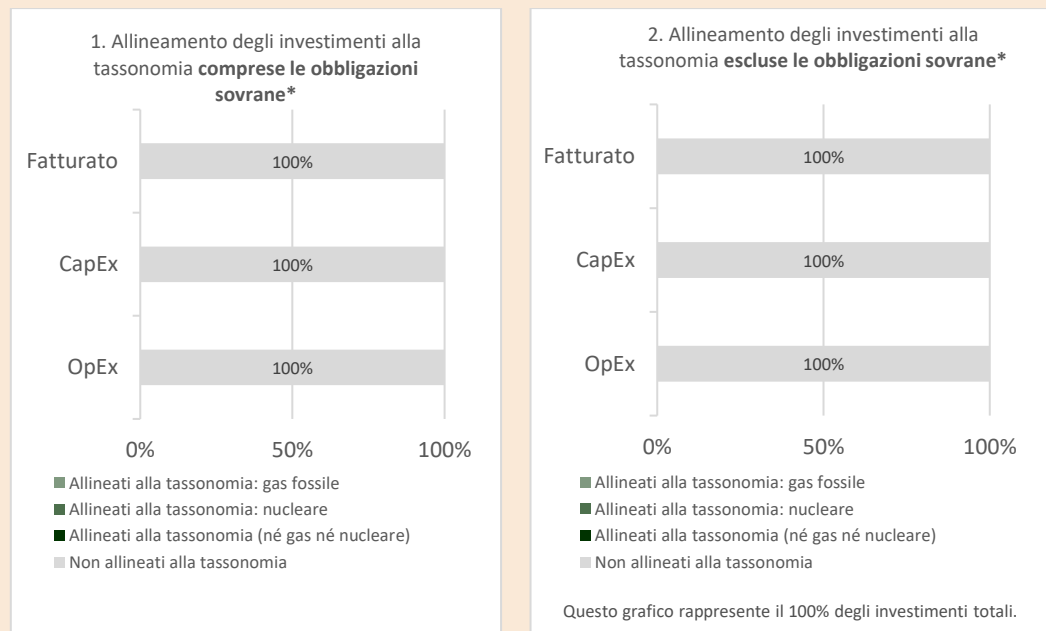 1. Allineamento degli investimenti alla
tassonomia comprese le obbligazioni
sovrane*
Fatturato
100%
CapEx
100%
OpEx
100%
0%
50%
100%
Allineati alla tassonomia: gas fossile
Allineati alla tassonomia: nucleare
Allineati alla tassonomia (né gas né nucleare)
Non allineati alla tassonomia
2. Allineamento degli investimenti alla
tassonomia escluse le obbligazioni sovrane*
Fatturato
100%
CapEx
100%
OpEx
100%
0%
50%
100%
Allineati alla tassonomia: gas fossile
Allineati alla tassonomia: nucleare
Allineati alla tassonomia (né gas né nucleare)
Non allineati alla tassonomia
Questo grafico rappresente il 100% degli investimenti totali.